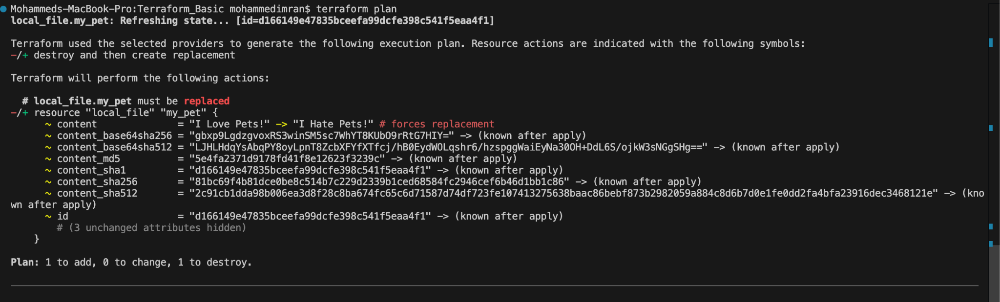 Mohammeds-MacBook-Pro:Terraform_Basic mohammedimran$ terraform plan
local_file.my_pet: Refreshing state... [id=d166149e47835bceefa99dcfe398c541f5eaa4f1]
Terraform used the selected providers to generate the following execution plan. Resource actions are indicated with the following symbols:
-/+ destroy and then create replacement
Terraform will perform the following actions:
# local_file.my_pet must be replaced
-/+ resource "local_file" "my_pet" {
~ content = "I Love Pets!" -> "I Hate Pets!" # forces replacement
~ content_base64sha256 = "gbxp9LgdzgvoxRS3winSM5sc7WhYT8KUbO9rRtG7HIY=" -> (known after apply)
~ content_base64sha512 = "LJHLHdqYsAbqPY8oyLpnT8ZcbXFYfXTfcj/hB0EydWOLqshr6/hzspggWaiEyNa30OH+DdL6S/ojkW3sNGgSHg==" -> (known after apply)
~ content_md5 = "5e4fa2371d9178fd41f8e12623f3239c" -> (known after apply)
~ content_sha1 = "d166149e47835bceefa99dcfe398c541f5eaa4f1" -> (known after apply)
~ content_sha256 = "81bc69f4b81dce0be8c514b7c229d2339b1ced68584fc2946cef6b46d1bb1c86" -> (known after apply)
~ content_sha512 = "2c91cb1dda98b006ea3d8f28c8ba674fc65c6d71587d74df723fe107413275638baac86bebf873b2982059a884c8d6b7d0e1fe0dd2fa4bfa23916dec3468121e" -> (kno
wn after apply)
~ id = "d166149e47835bceefa99dcfe398c541f5eaa4f1" -> (known after apply)
# (3 unchanged attributes hidden)
}
Plan: 1 to add, 0 to change, 1 to destroy.